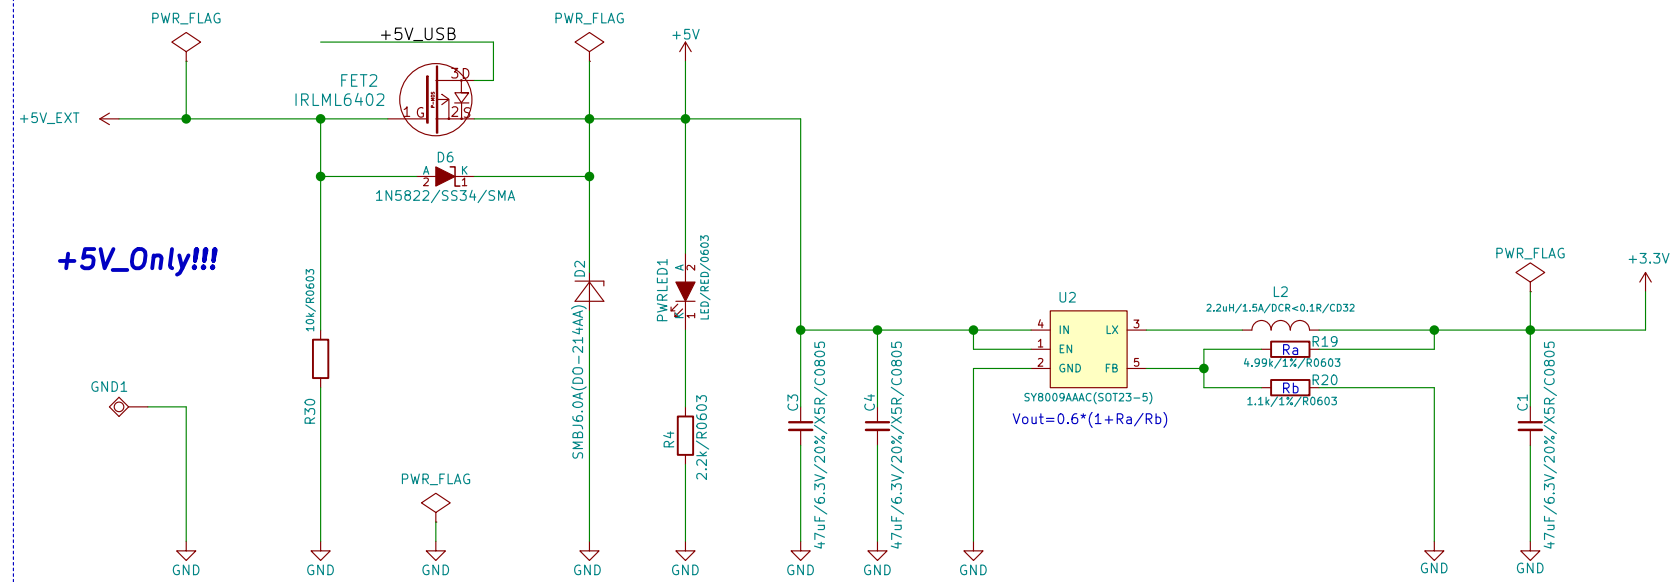 PWR_FLAG
+5V_USB
PWR_FLAG
+5V
FET2
IRLML6402
3 D
P-MOS
1 G
2 S
+5V_EXT
D6
A
2
K
1
1N5822/SS34/SMA
+5V_Only!!!
10k/R0603
R30
GND1
GND
GND
PWR_FLAG
GND
D2
SMBJ6.0A(DO-214AA)
GND
PWRLED1
A
2
K
1
LED/RED/0603
R4
2.2k/R0603
GND
C3
47uF/6.3V/20%/X5R/C0805
GND
C4
47uF/6.3V/20%/X5R/C0805
GND
GND
U2
4
IN
1
EN
2
GND
LX
3
FB
5
SY8009AAAC(SOT23-5)
Vout=0.6*(1+Ra/Rb)
L2
2.2uH/1.5A/DCR<0.1R/CD32
Ra
R19
4.99k/1%/R0603
Rb
R20
1.1k/1%/R0603
GND
PWR_FLAG
+3.3V
C1
47uF/6.3V/20%/X5R/C0805
GND